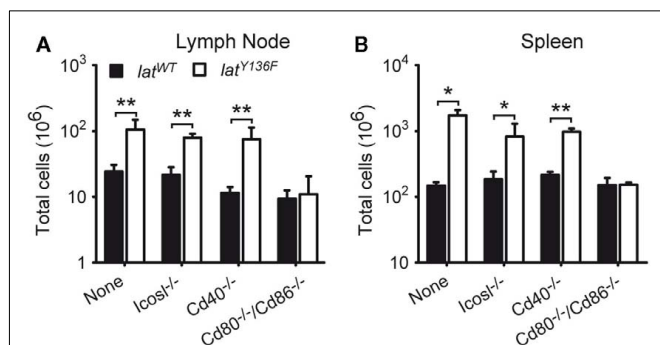 A Lymph Node
B Spleen
lat^WT lat^Y136F
Total cells (10^6)
10^3
10^2
10
1
** ** **
None
Icosl-/-
Cd40-/-
Cd80-/-/Cd86-/-
Total cells (10^6)
10^4
10^3
10^2
10
* * **
None
Icosl-/-
Cd40-/-
Cd80-/-/Cd86-/-